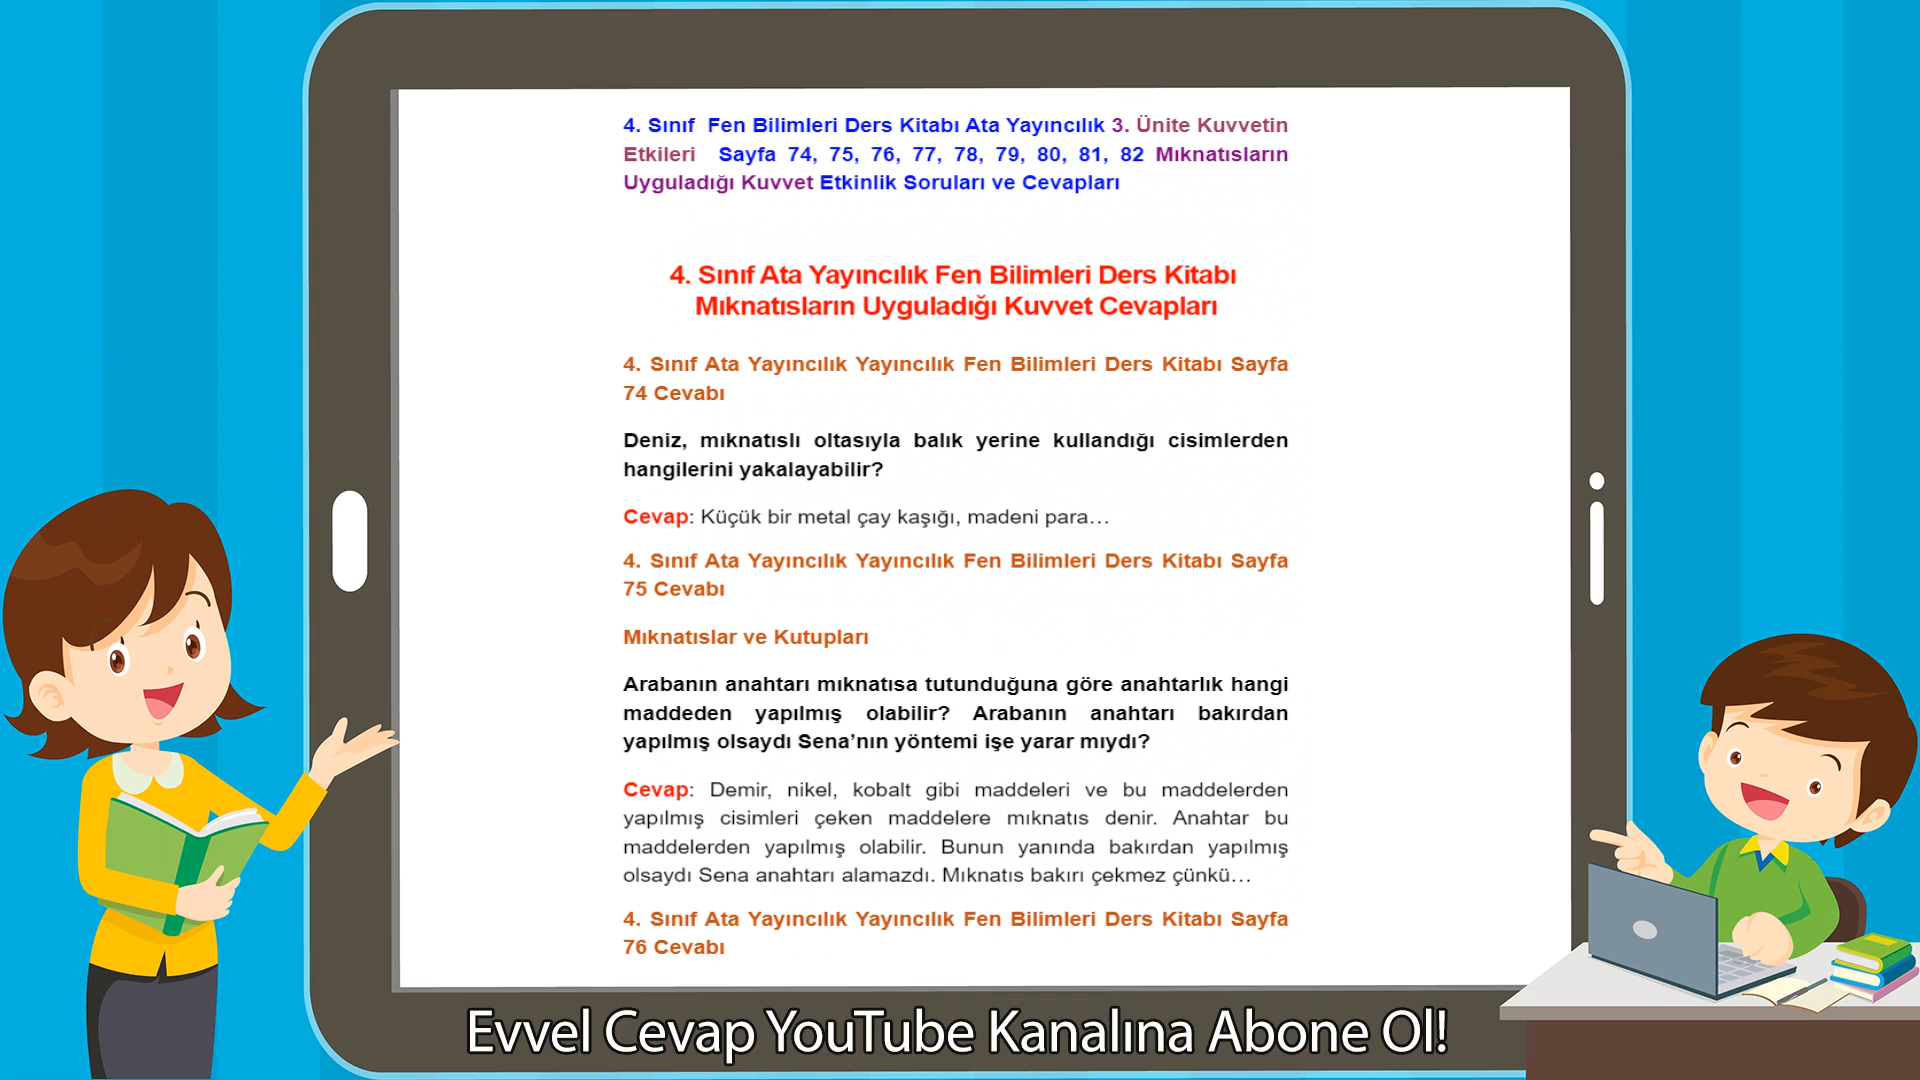 4. Sınıf Fen Bilimleri Ders Kitabı Ata Yayıncılık 3. Ünite Kuvvetin
Etkileri Sayfa 74, 75, 76, 77, 78, 79, 80, 81, 82 Mıknatısların
Uyguladığı Kuvvet Etkinlik Soruları ve Cevapları
4. Sınıf Ata Yayıncılık Fen Bilimleri Ders Kitabı
Mıknatısların Uyguladığı Kuvvet Cevapları
4. Sınıf Ata Yayıncılık Yayıncılık Fen Bilimleri Ders Kitabı Sayfa
74 Cevabı
Deniz, mıknatıslı oltasıyla balık yerine kullandığı cisimlerden
hangilerini yakalayabilir?
Cevap: Küçük bir metal çay kaşığı, madeni para…
4. Sınıf Ata Yayıncılık Yayıncılık Fen Bilimleri Ders Kitabı Sayfa
75 Cevabı
Mıknatıslar ve Kutupları
Arabanın anahtarı mıknatısa tutunduğuna göre anahtarlık hangi
maddeden yapılmış olabilir? Arabanın anahtarı bakırdan
yapılmış olsaydı Sena’nın yöntemi işe yarar mıydı?
Cevap: Demir, nikel, kobalt gibi maddeleri ve bu maddelerden
yapılmış cisimleri çeken maddelere mıknatıs denir. Anahtar bu
maddelerden yapılmış olabilir. Bunun yanında bakırdan yapılmış
olsaydı Sena anahtarı alamazdı. Mıknatıs bakırı çekmez çünkü…
4. Sınıf Ata Yayıncılık Yayıncılık Fen Bilimleri Ders Kitabı Sayfa
76 Cevabı
Evvel Cevap YouTube Kanalına Abone Ol!